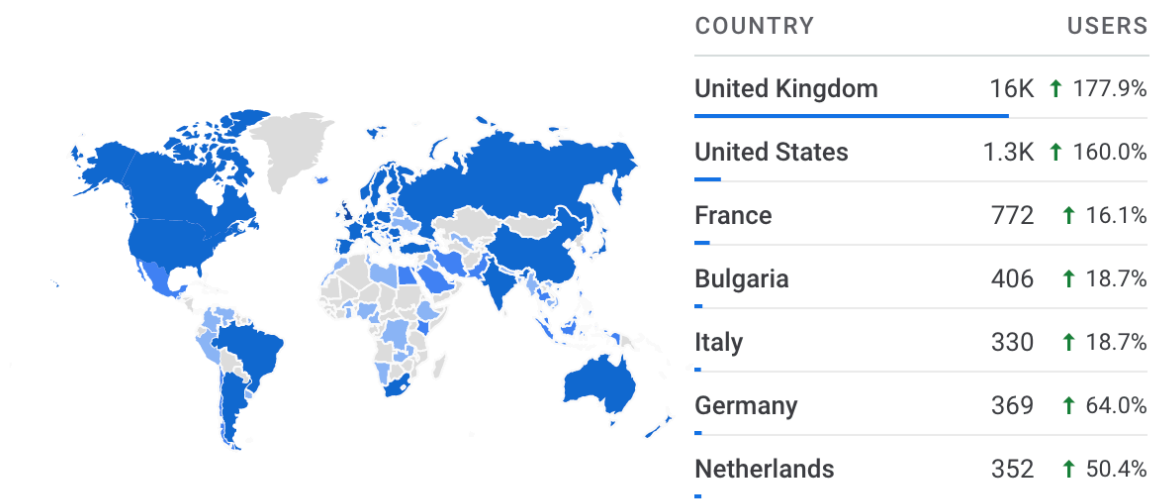 COUNTRY USERS
United Kingdom 16K ↑ 177.9%
United States 1.3K ↑ 160.0%
France 772 ↑ 16.1%
Bulgaria 406 ↑ 18.7%
Italy 330 ↑ 18.7%
Germany 369 ↑ 64.0%
Netherlands 352 ↑ 50.4%